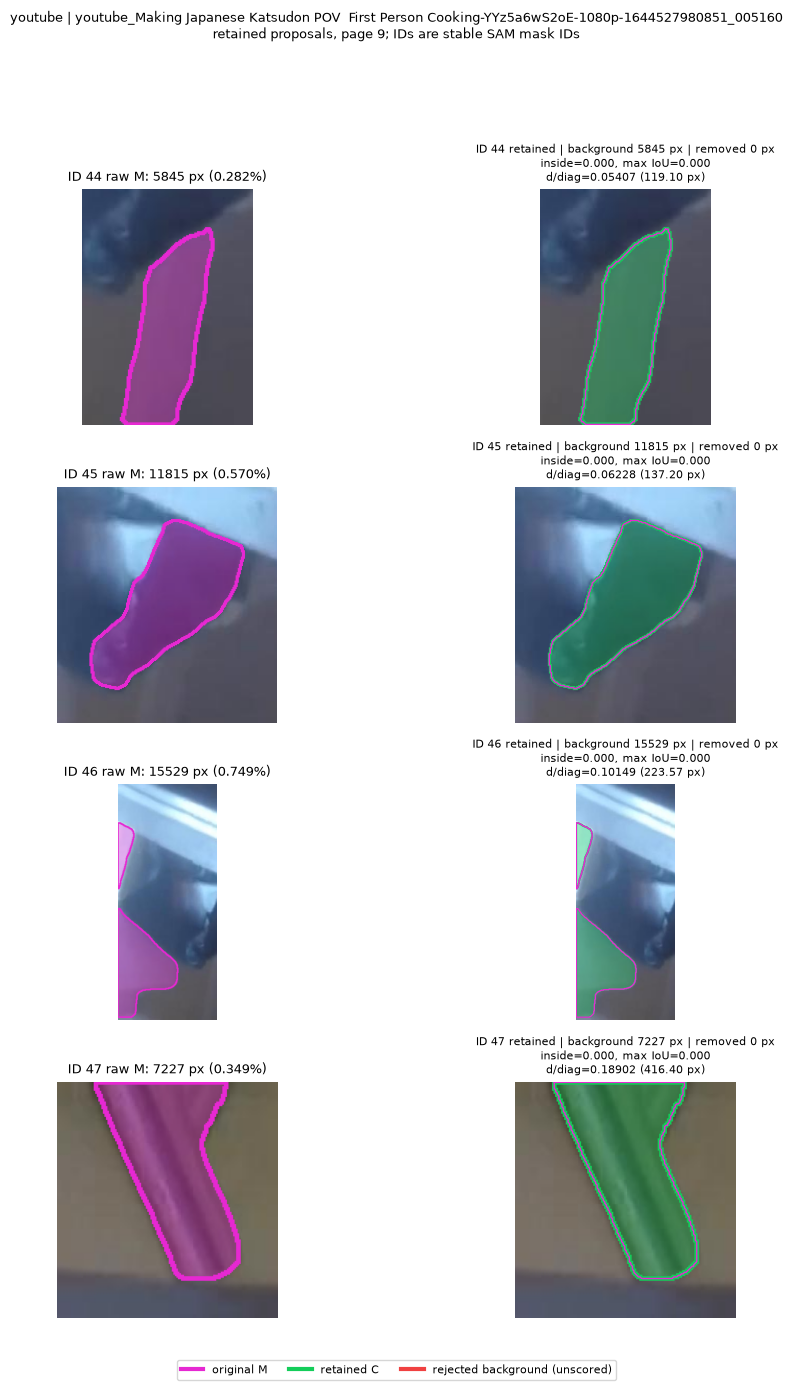 youtube | youtube_Making Japanese Katsudon POV  First Person Cooking-YYz5a6wS2oE-1080p-1644527980851_005160
retained proposals, page 9; IDs are stable SAM mask IDs
ID 44 raw M: 5845 px (0.282%)
ID 44 retained | background 5845 px | removed 0 px
inside=0.000, max IoU=0.000
d/diag=0.05407 (119.10 px)
ID 45 raw M: 11815 px (0.570%)
ID 45 retained | background 11815 px | removed 0 px
inside=0.000, max IoU=0.000
d/diag=0.06228 (137.20 px)
ID 46 raw M: 15529 px (0.749%)
ID 46 retained | background 15529 px | removed 0 px
inside=0.000, max IoU=0.000
d/diag=0.10149 (223.57 px)
ID 47 raw M: 7227 px (0.349%)
ID 47 retained | background 7227 px | removed 0 px
inside=0.000, max IoU=0.000
d/diag=0.18902 (416.40 px)
original M
retained C
rejected background (unscored)